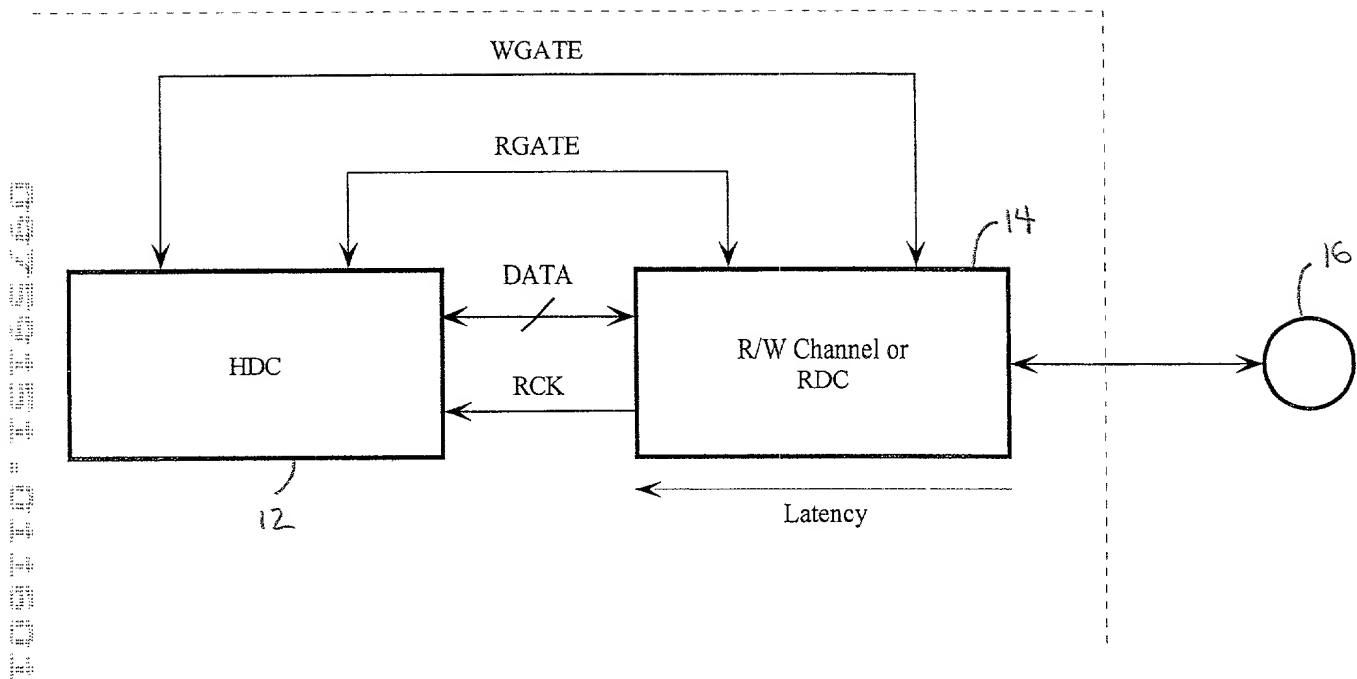 WGATE
RGATE
14
DATA
16
HDC
R/W Channel or
RDC
RCK
12
Latency